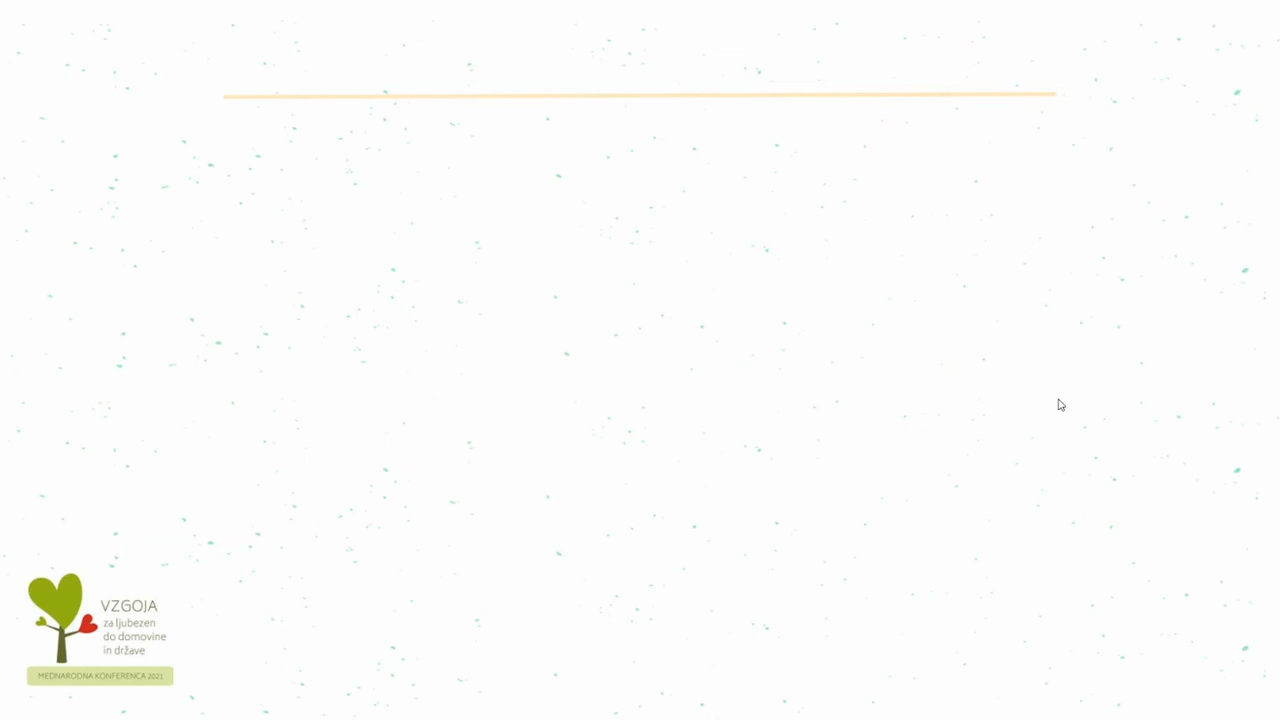 VZGOJA
za ljubezen
do domovine
in države
MEDNARODNA KONFERENCA 2021